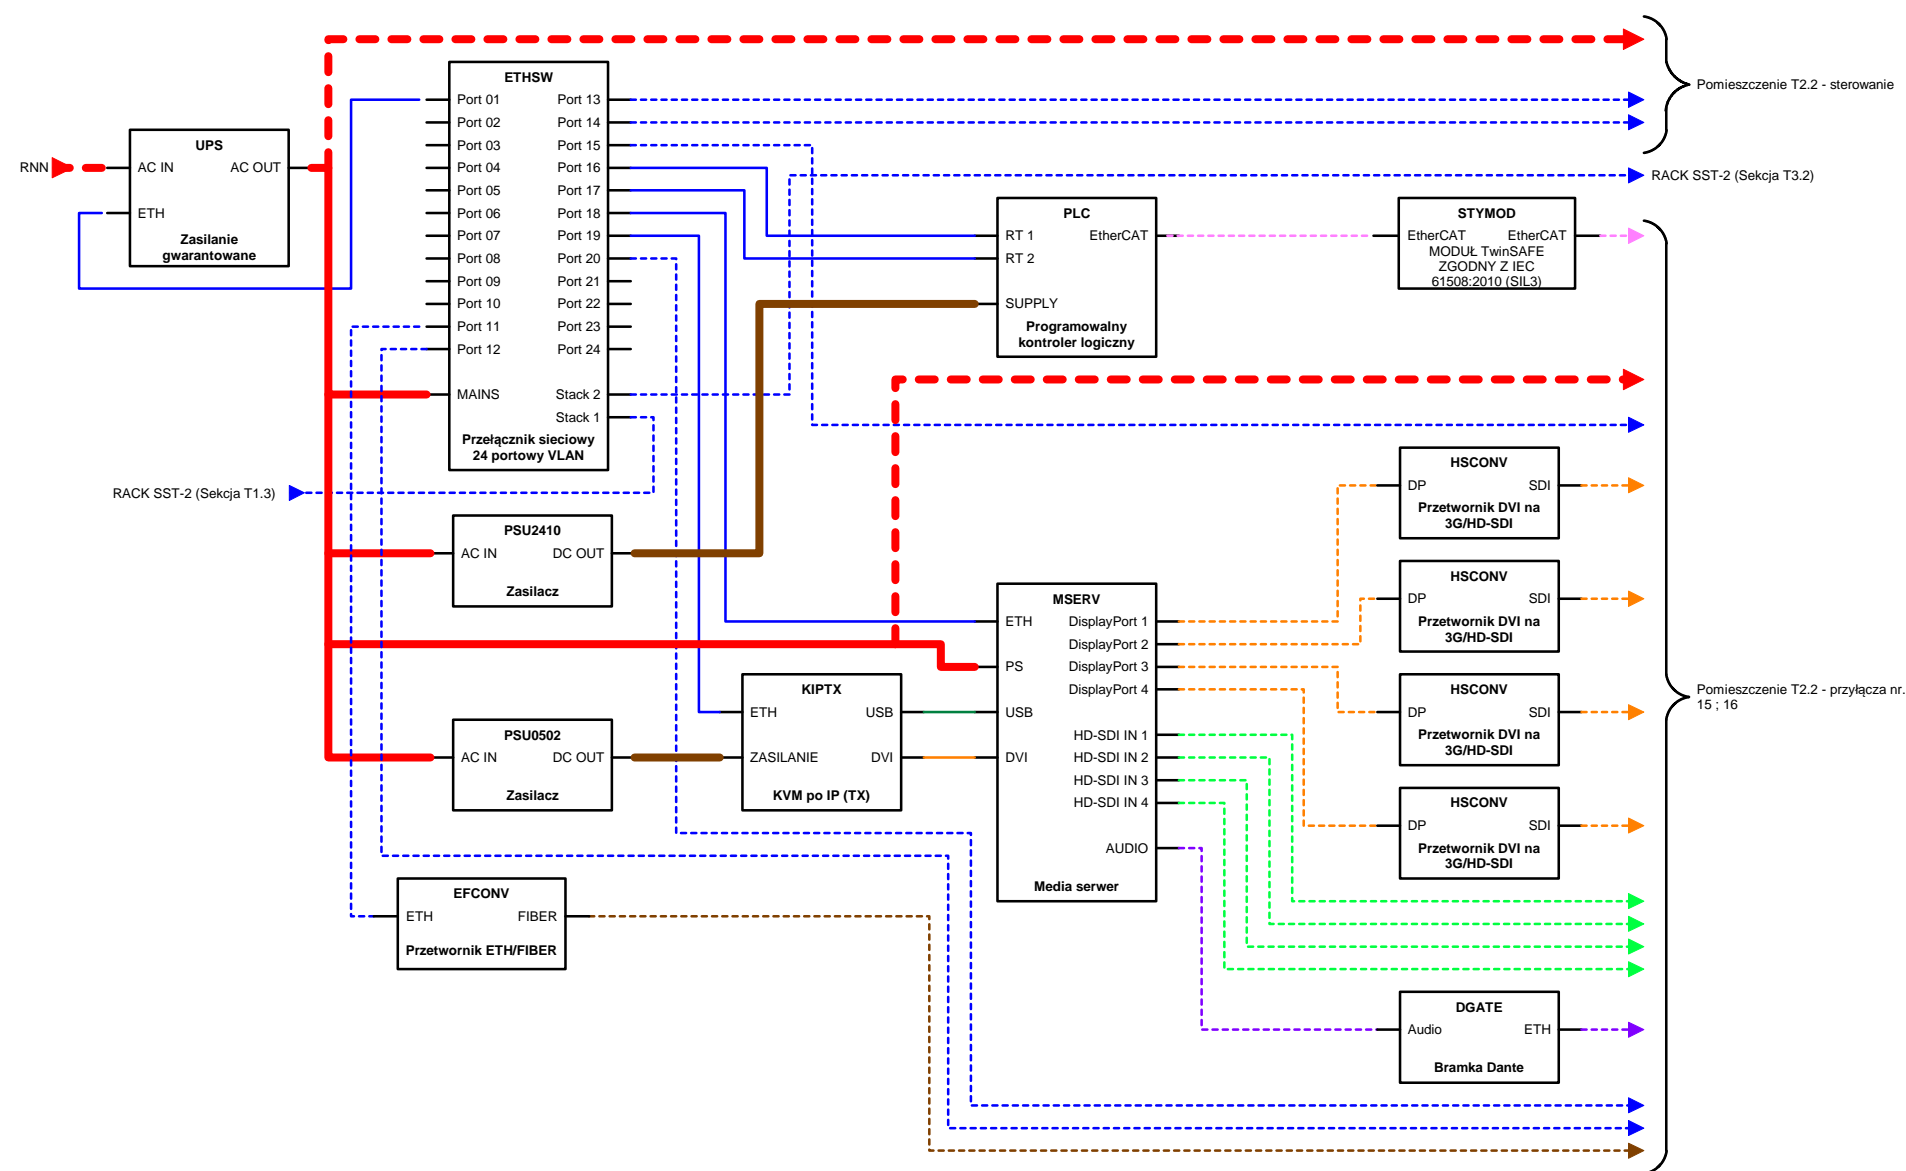 Pomieszczenie T2.2 - sterowanie
RACK SST-2 (Sekcja T3.2)
RNN
UPS
AC IN
AC OUT
ETH
Zasilanie
gwarantowane
ETHSW
Port 01
Port 13
Port 02
Port 14
Port 03
Port 15
Port 04
Port 16
Port 05
Port 17
Port 06
Port 18
Port 07
Port 19
Port 08
Port 20
Port 09
Port 21
Port 10
Port 22
Port 11
Port 23
Port 12
Port 24
MAINS
Stack 2
Stack 1
Przełącznik sieciowy
24 portowy VLAN
RACK SST-2 (Sekcja T1.3)
PLC
RT 1
EtherCAT
RT 2
SUPPLY
Programowalny
kontroler logiczny
STYMOD
EtherCAT
EtherCAT
MODUŁ TwinSAFE
ZGODNY Z IEC
61508:2010 (SIL3)
PSU2410
AC IN
DC OUT
Zasilacz
PSU0502
AC IN
DC OUT
Zasilacz
KIPTX
ETH
USB
ZASILANIE
DVI
KVM po IP (TX)
MSERV
ETH
DisplayPort 1
DisplayPort 2
PS
DisplayPort 3
DisplayPort 4
USB
HD-SDI IN 1
DVI
HD-SDI IN 2
HD-SDI IN 3
HD-SDI IN 4
AUDIO
Media serwer
HSCONV
DP
SDI
Przetwornik DVI na
3G/HD-SDI
HSCONV
DP
SDI
Przetwornik DVI na
3G/HD-SDI
HSCONV
DP
SDI
Przetwornik DVI na
3G/HD-SDI
HSCONV
DP
SDI
Przetwornik DVI na
3G/HD-SDI
Pomieszczenie T2.2 - przyłącza nr.
15 ; 16
EFCONV
ETH
FIBER
Przetwornik ETH/FIBER
DGATE
Audio
ETH
Bramka Dante